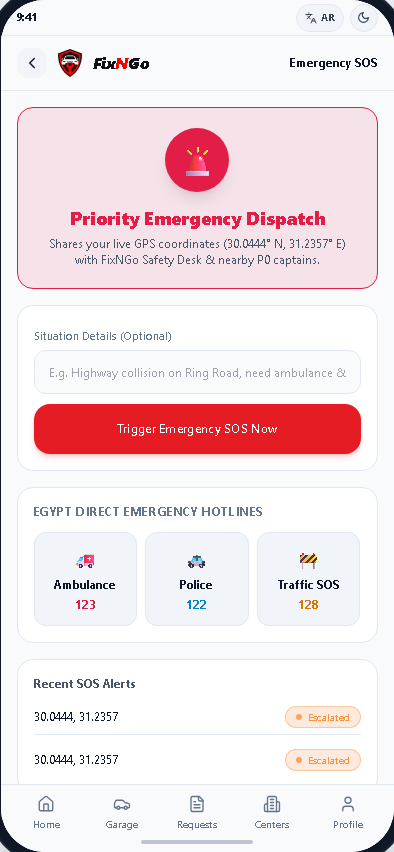 9:41
AR
FixNGo
Emergency SOS
Priority Emergency Dispatch
Shares your live GPS coordinates (30.0444° N, 31.2357° E)
with FixNGo Safety Desk & nearby P0 captains.
Situation Details (Optional)
E.g. Highway collision on Ring Road, need ambulance &
Trigger Emergency SOS Now
EGYPT DIRECT EMERGENCY HOTLINES
Ambulance
123
Police
122
Traffic SOS
128
Recent SOS Alerts
30.0444, 31.2357
Escalated
30.0444, 31.2357
Escalated
Home
Garage
Requests
Centers
Profile